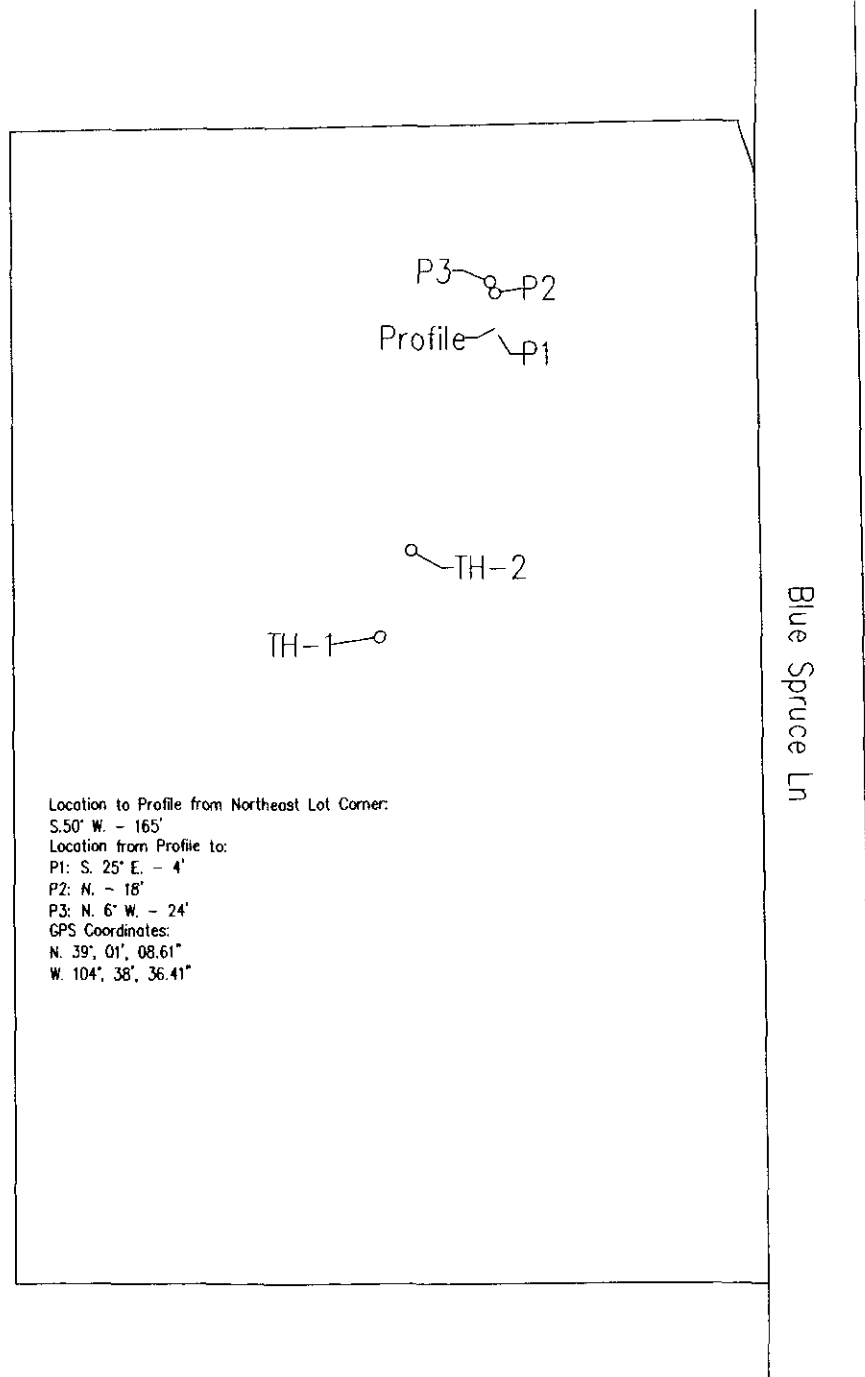 P3
P2
Profile
P1
TH-2
TH-1
Blue Spruce Ln
Location to Profile from Northeast Lot Corner:
S.50° W. - 165'
Location from Profile to:
P1: S. 25° E. - 4'
P2: N. - 18'
P3: N. 6° W. - 24'
GPS Coordinates:
N. 39°, 01', 08.61"
W. 104°, 38', 36.41"